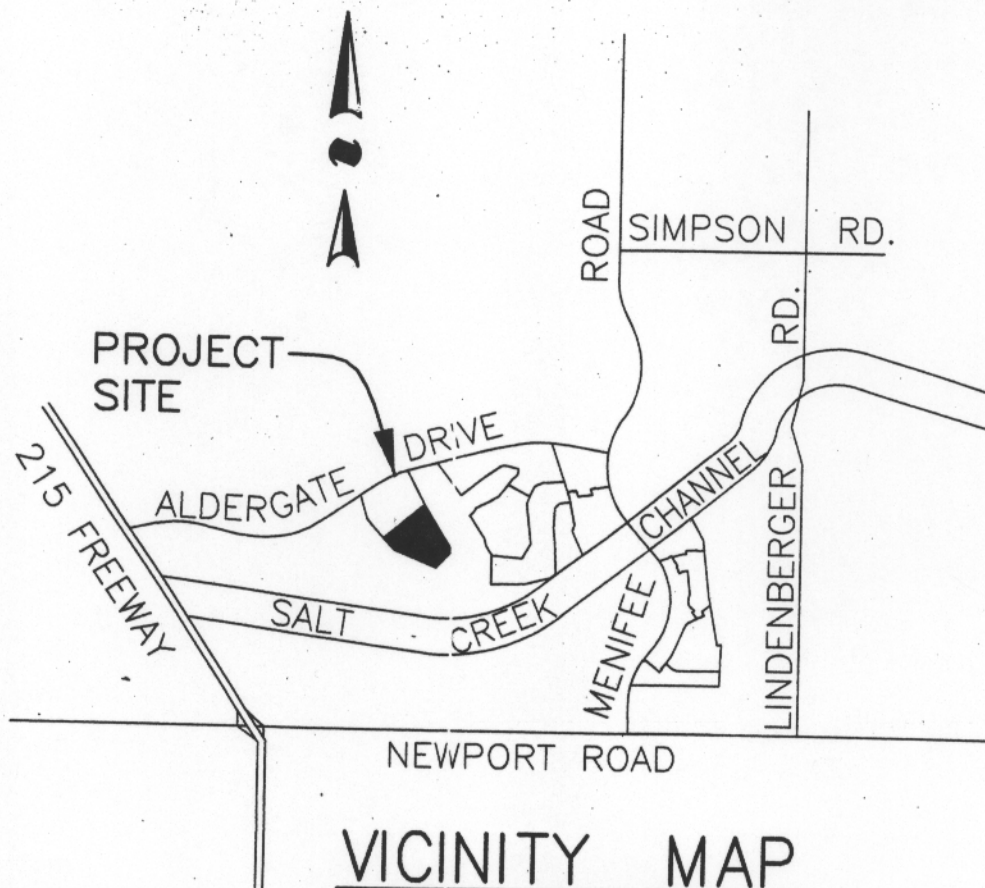 ROAD
SIMPSON RD.
RD.
PROJECT
SITE
DRIVE
ALDERGATE
215 FREEWAY
CHANNEL
SALT
CREEK
MENIFEE
LINDENBERGER
NEWPORT ROAD
VICINITY MAP